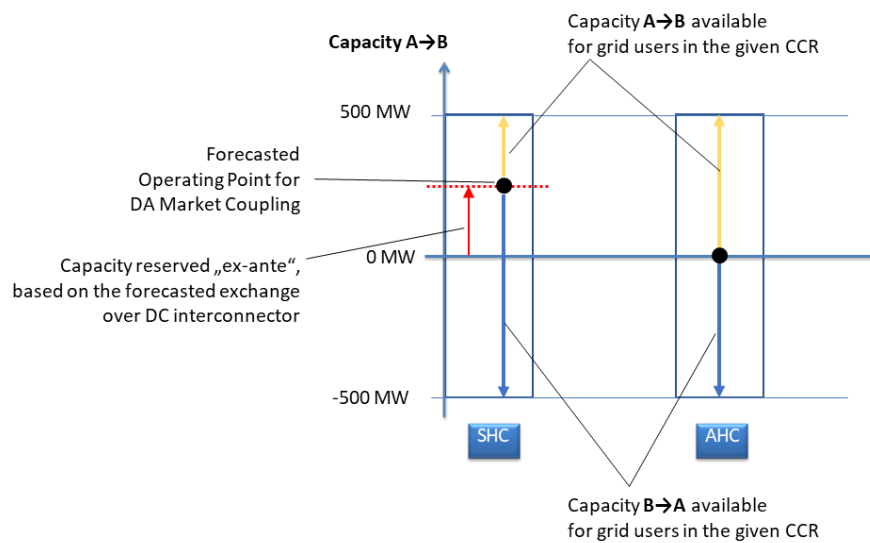 Capacity A→B
Capacity A→B available
for grid users in the given CCR
500 MW
Forecasted
Operating Point for
DA Market Coupling
0 MW
Capacity reserved „ex-ante“,
based on the forecasted exchange
over DC interconnector
-500 MW
SHC
AHC
Capacity B→A available
for grid users in the given CCR